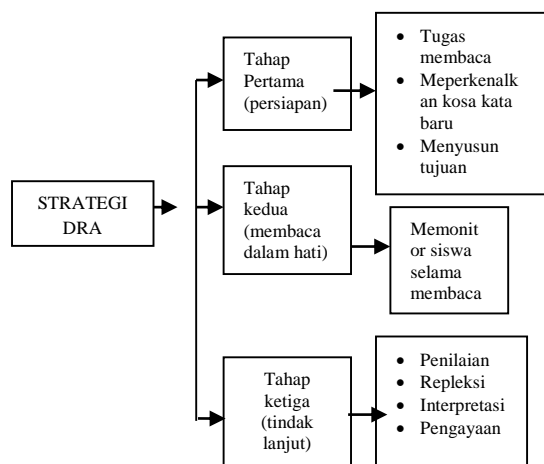 STRATEGI
DRA
Tahap
Pertama
(persiapan)
• Tugas
membaca
• Meperkenalk
an kosa kata
baru
• Menyusun
tujuan
Tahap
kedua
(membaca
dalam hati)
Memonit
or siswa
selama
membaca
Tahap
ketiga
(tindak
lanjut)
• Penilaian
• Repleksi
• Interpretasi
• Pengayaan